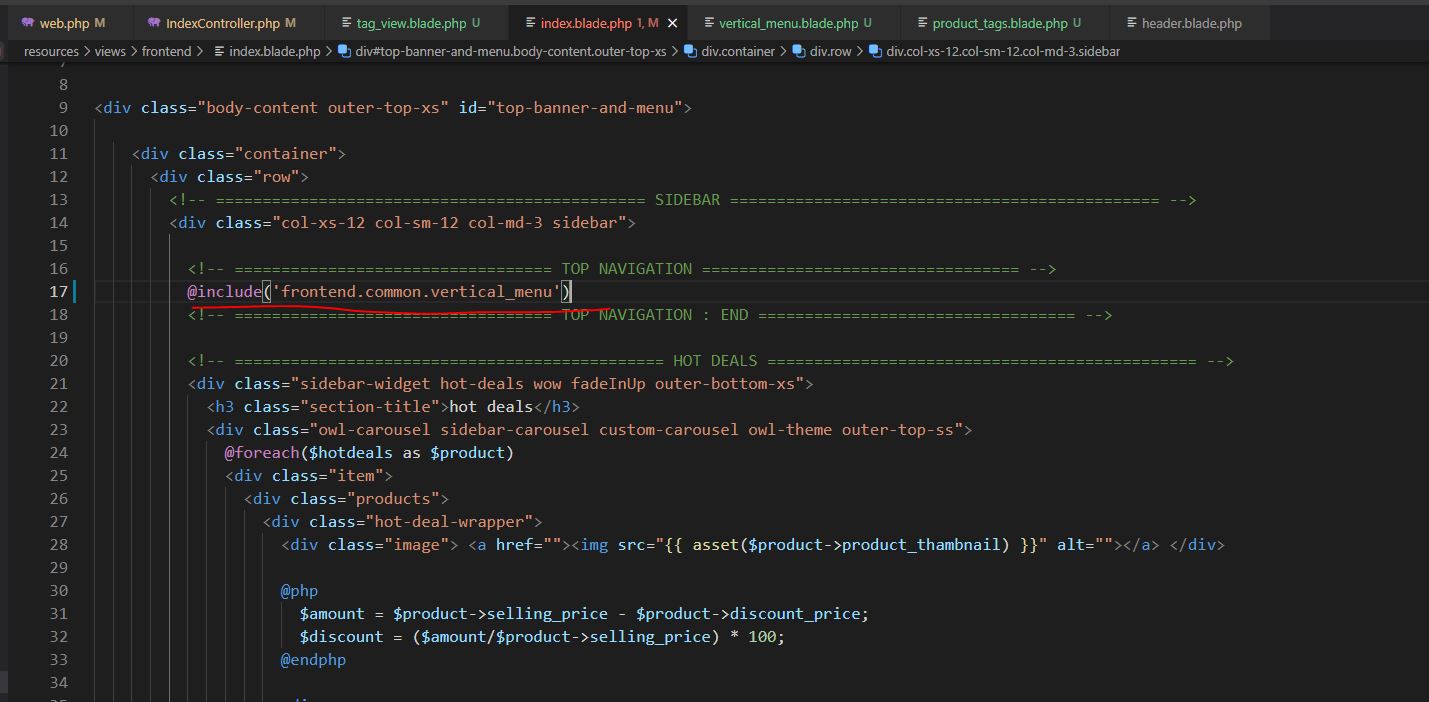 web.php M IndexController.php M tag_view.blade.php U index.blade.php 1, M × vertical_menu.blade.php U product_tags.blade.php U header.blade.php
resources > views > frontend > index.blade.php > div#top-banner-and-menu.body-content.outer-top-xs > div.container > div.row > div.col-xs-12.col-sm-12.col-md-3.sidebar
7
8
9 <div class="body-content outer-top-xs" id="top-banner-and-menu">
10
11 <div class="container">
12 <div class="row">
13 <!-- ============================================== SIDEBAR ============================================== -->
14 <div class="col-xs-12 col-sm-12 col-md-3 sidebar">
15
16 <!-- ================================== TOP NAVIGATION ================================== -->
17 @include('frontend.common.vertical_menu')
18 <!-- ================================== TOP NAVIGATION : END ================================== -->
19
20 <!-- ============================================== HOT DEALS ============================================== -->
21 <div class="sidebar-widget hot-deals wow fadeInUp outer-bottom-xs">
22 <h3 class="section-title">hot deals</h3>
23 <div class="owl-carousel sidebar-carousel custom-carousel owl-theme outer-top-ss">
24 @foreach($hotdeals as $product)
25 <div class="item">
26 <div class="products">
27 <div class="hot-deal-wrapper">
28 <div class="image"> <a href=""><img src="{{ asset($product->product_thambnail) }}" alt=""></a> </div>
29
30 @php
31 $amount = $product->selling_price - $product->discount_price;
32 $discount = ($amount/$product->selling_price) * 100;
33 @endphp
34